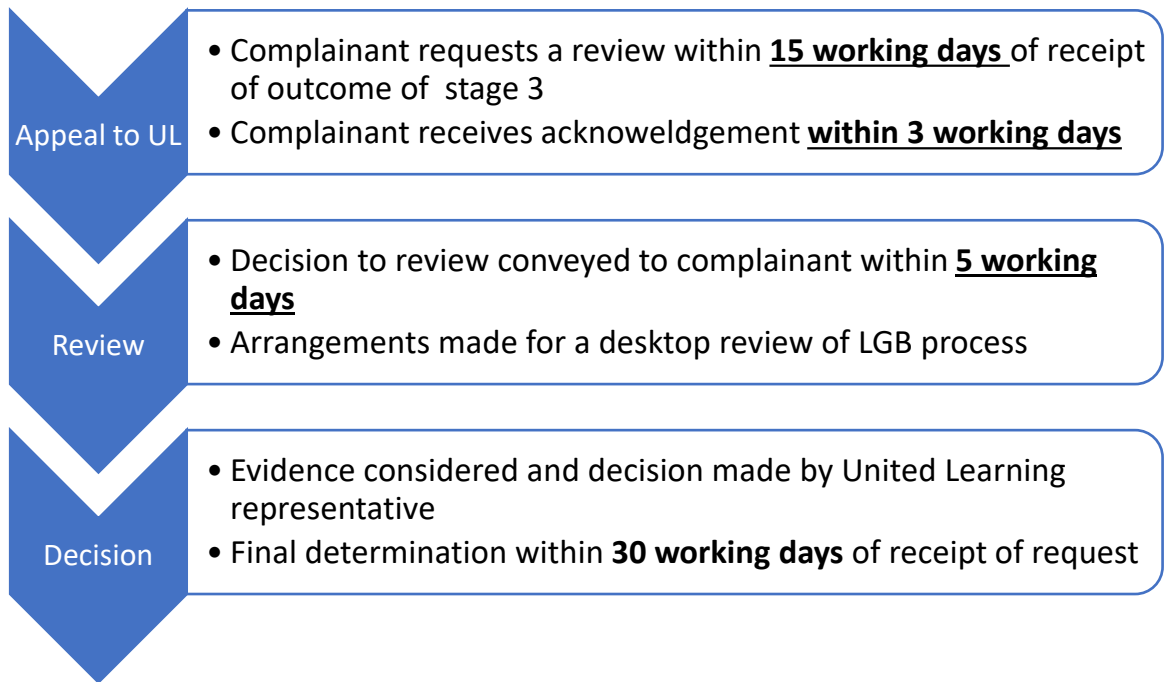 Appeal to UL
• Complainant requests a review within 15 working days of receipt
of outcome of stage 3
• Complainant receives acknoweldgement within 3 working days
Review
• Decision to review conveyed to complainant within 5 working
days
• Arrangements made for a desktop review of LGB process
Decision
• Evidence considered and decision made by United Learning
representative
• Final determination within 30 working days of receipt of request